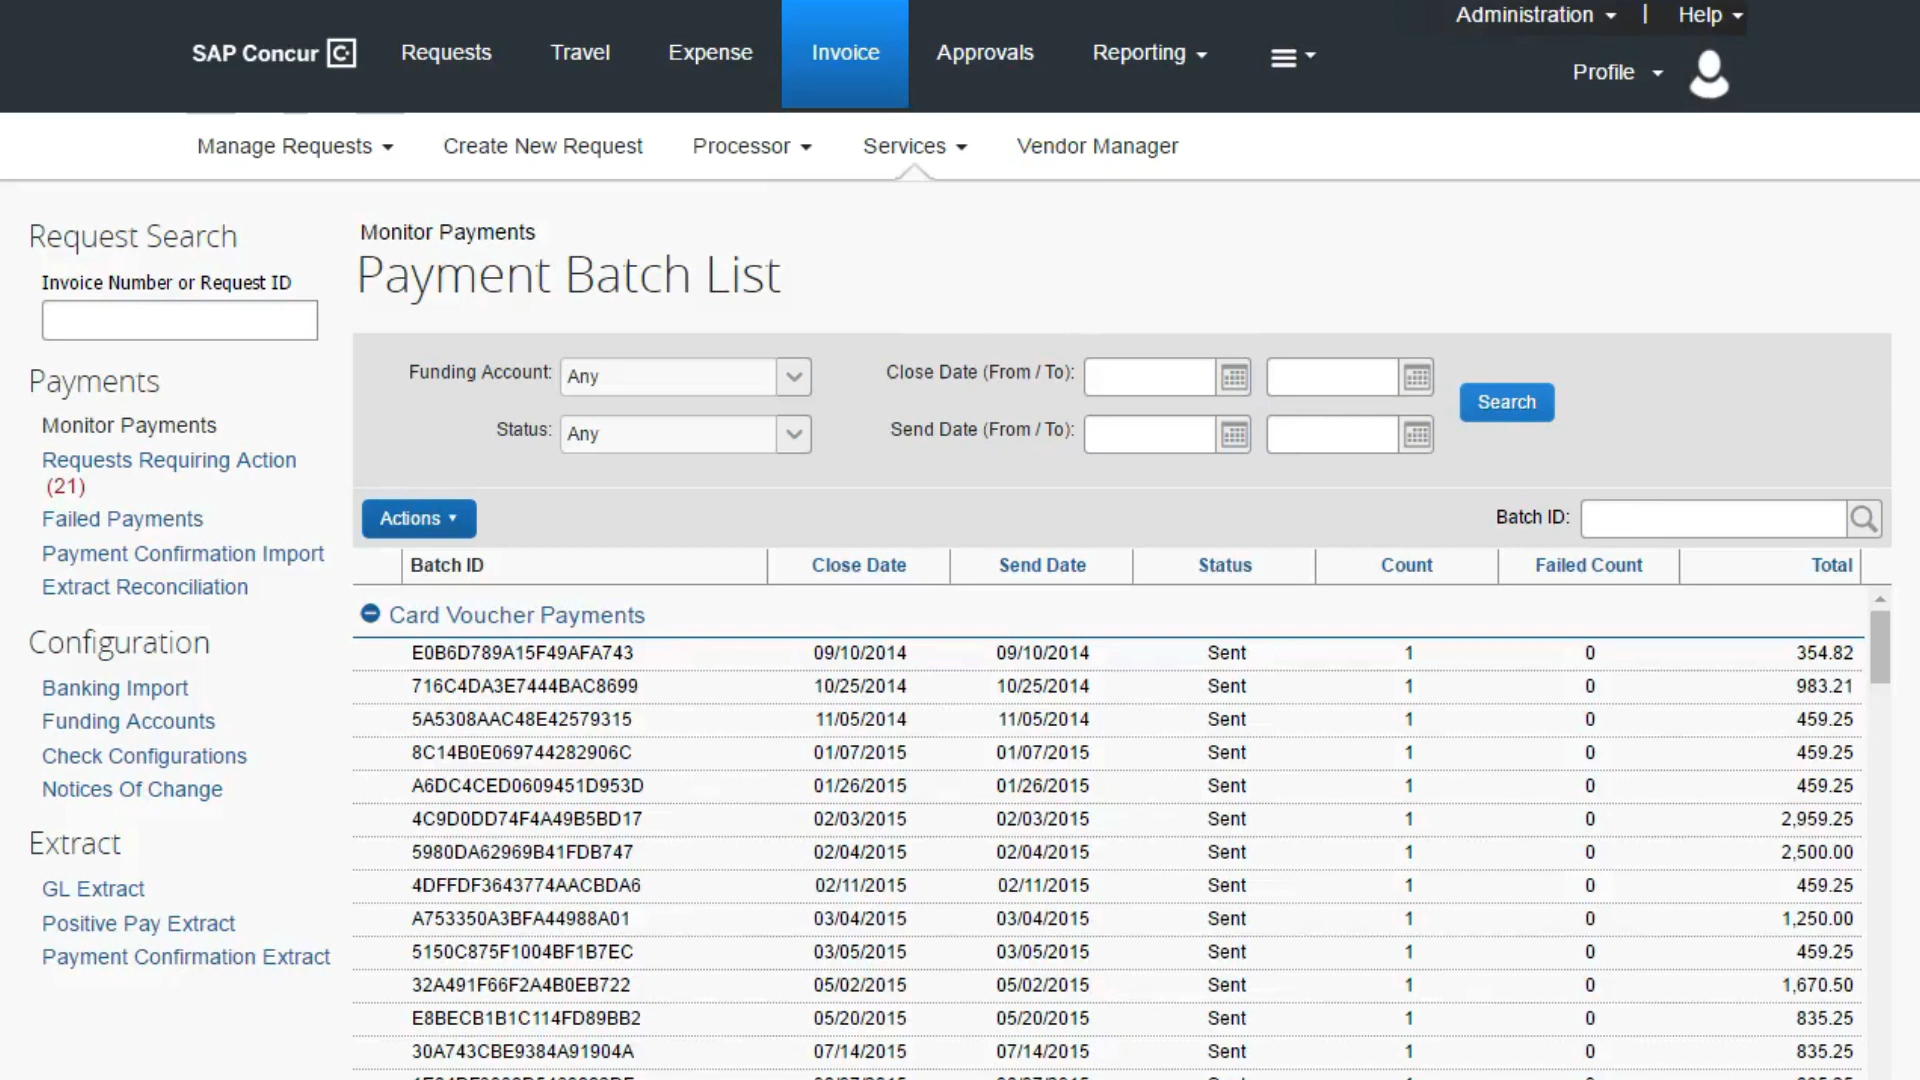 Administration | Help
SAP Concur C. Requests Travel Expense Invoice Approvals Reporting
Profile
Manage Requests Create New Request Processor Services Vendor Manager
Request Search
Invoice Number or Request ID
Payments
Monitor Payments
Requests Requiring Action
(21)
Failed Payments
Payment Confirmation Import
Extract Reconciliation
Configuration
Banking Import
Funding Accounts
Check Configurations
Notices Of Change
Extract
GL Extract
Positive Pay Extract
Payment Confirmation Extract
Monitor Payments
Payment Batch List
Funding Account: Any Close Date (From / To):
Search
Status: Any Send Date (From / To):
Actions Batch ID:
Batch ID Close Date Send Date Status Count Failed Count Total
Card Voucher Payments
E0B6D789A15F49AFA743 09/10/2014 09/10/2014 Sent 1 0 354.82
716C4DA3E7444BAC8699 10/25/2014 10/25/2014 Sent 1 0 983.21
5A5308AAC48E42579315 11/05/2014 11/05/2014 Sent 1 0 459.25
8C14B0E069744282906C 01/07/2015 01/07/2015 Sent 1 0 459.25
A6DC4CED0609451D953D 01/26/2015 01/26/2015 Sent 1 0 459.25
4C9D0DD74F4A49B5BD17 02/03/2015 02/03/2015 Sent 1 0 2,959.25
5980DA62969B41FDB747 02/04/2015 02/04/2015 Sent 1 0 2,500.00
4DFFDF3643774AACBDA6 02/11/2015 02/11/2015 Sent 1 0 459.25
A753350A3BFA44988A01 03/04/2015 03/04/2015 Sent 1 0 1,250.00
5150C875F1004BF1B7EC 03/05/2015 03/05/2015 Sent 1 0 459.25
32A491F66F2A4B0EB722 05/02/2015 05/02/2015 Sent 1 0 1,670.50
E8BECB1B1C114FD89BB2 05/20/2015 05/20/2015 Sent 1 0 835.25
30A743CBE9384A91904A 07/14/2015 07/14/2015 Sent 1 0 835.25